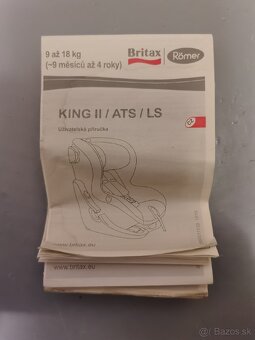 9 až 18 kg
(~9 měsíců až 4 roky)
Britax
Römer
KING II / ATS / LS
Uživatelská příručka
CZ
www.britax.eu
www.britax.eu
Bazos.sk